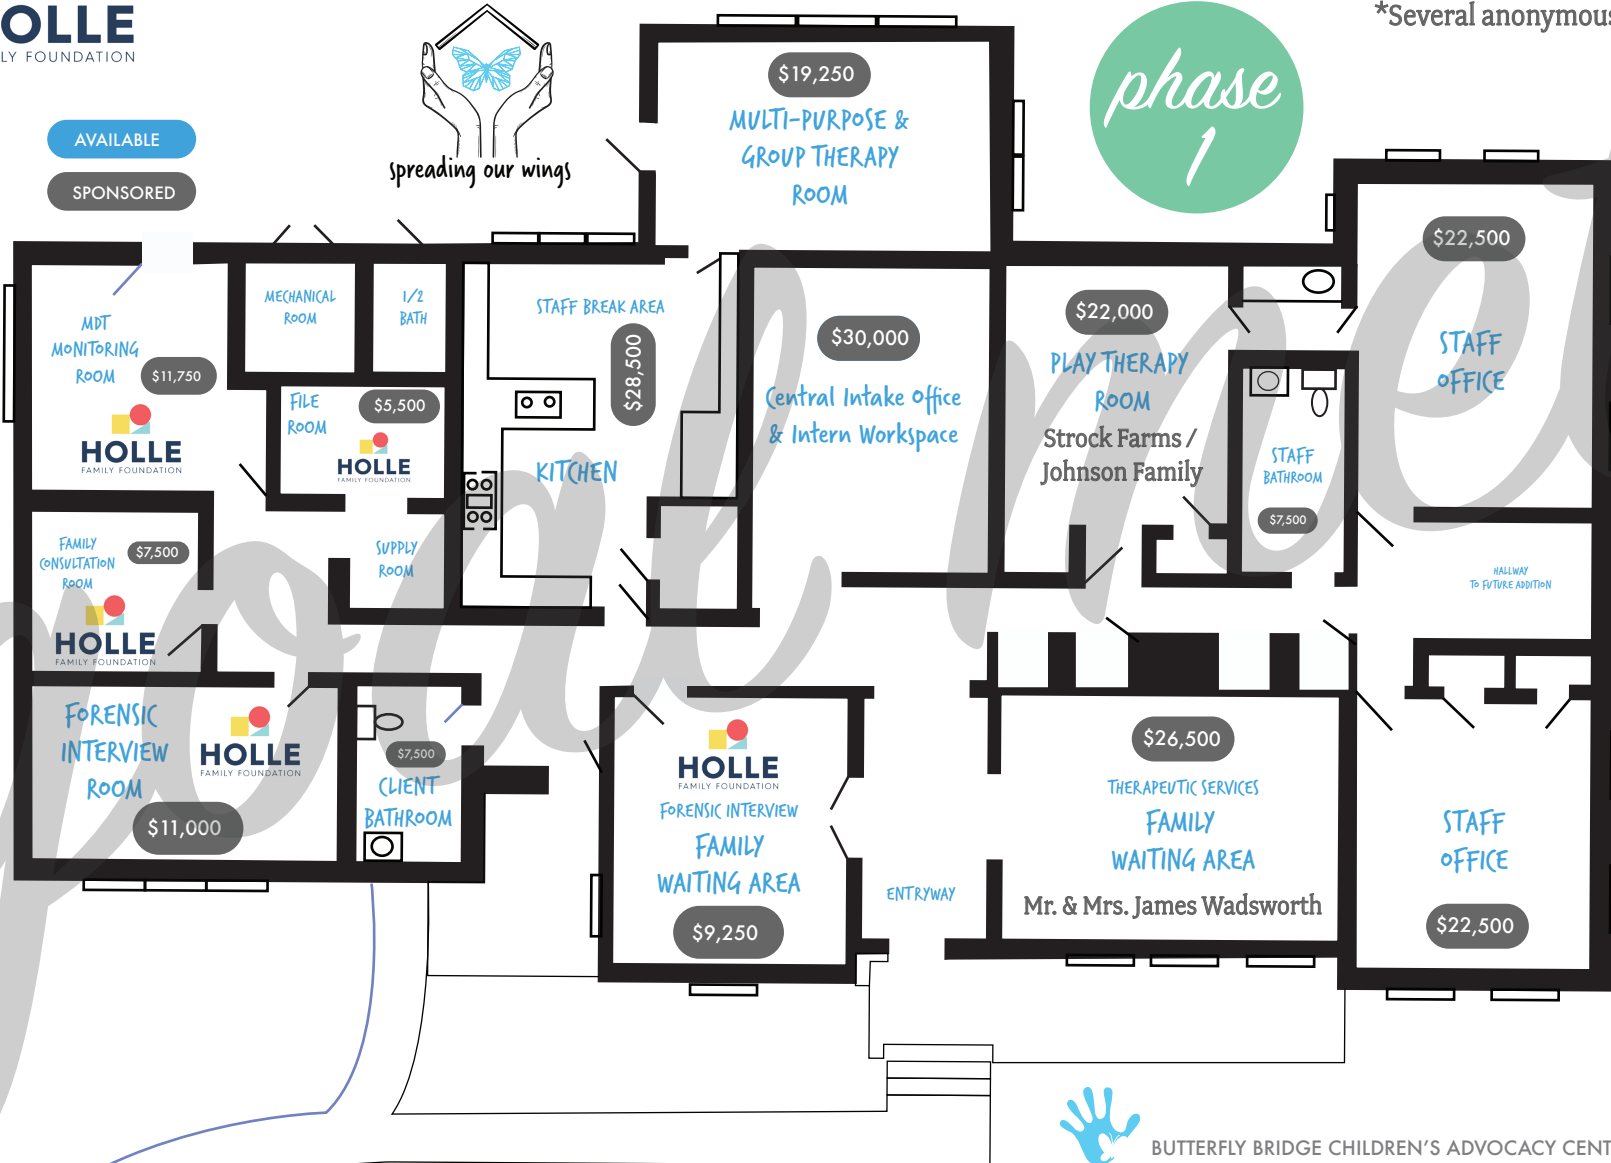 OLLE
LY FOUNDATION
AVAILABLE
SPONSORED
spreading our wings
phase
1
*Several anonymous
$19,250
MULTI-PURPOSE &
GROUP THERAPY
ROOM
MDT
MONITORING
ROOM
$11,750
HOLLE
FAMILY FOUNDATION
MECHANICAL
ROOM
1/2
BATH
FILE
ROOM
$5,500
HOLLE
FAMILY FOUNDATION
STAFF BREAK AREA
$28,500
KITCHEN
$30,000
Central Intake Office
& Intern Workspace
$22,000
PLAY THERAPY
ROOM
Strock Farms /
Johnson Family
$22,500
STAFF
OFFICE
STAFF
BATHROOM
$7,500
HALLWAY
TO FUTURE ADDITION
FAMILY
CONSULTATION
ROOM
$7,500
HOLLE
FAMILY FOUNDATION
SUPPLY
ROOM
goal met
FORENSIC
INTERVIEW
ROOM
HOLLE
FAMILY FOUNDATION
$11,000
$7,500
CLIENT
BATHROOM
HOLLE
FAMILY FOUNDATION
FORENSIC INTERVIEW
FAMILY
WAITING AREA
$9,250
ENTRYWAY
$26,500
THERAPEUTIC SERVICES
FAMILY
WAITING AREA
Mr. & Mrs. James Wadsworth
STAFF
OFFICE
$22,500
BUTTERFLY BRIDGE CHILDREN'S ADVOCACY CENT